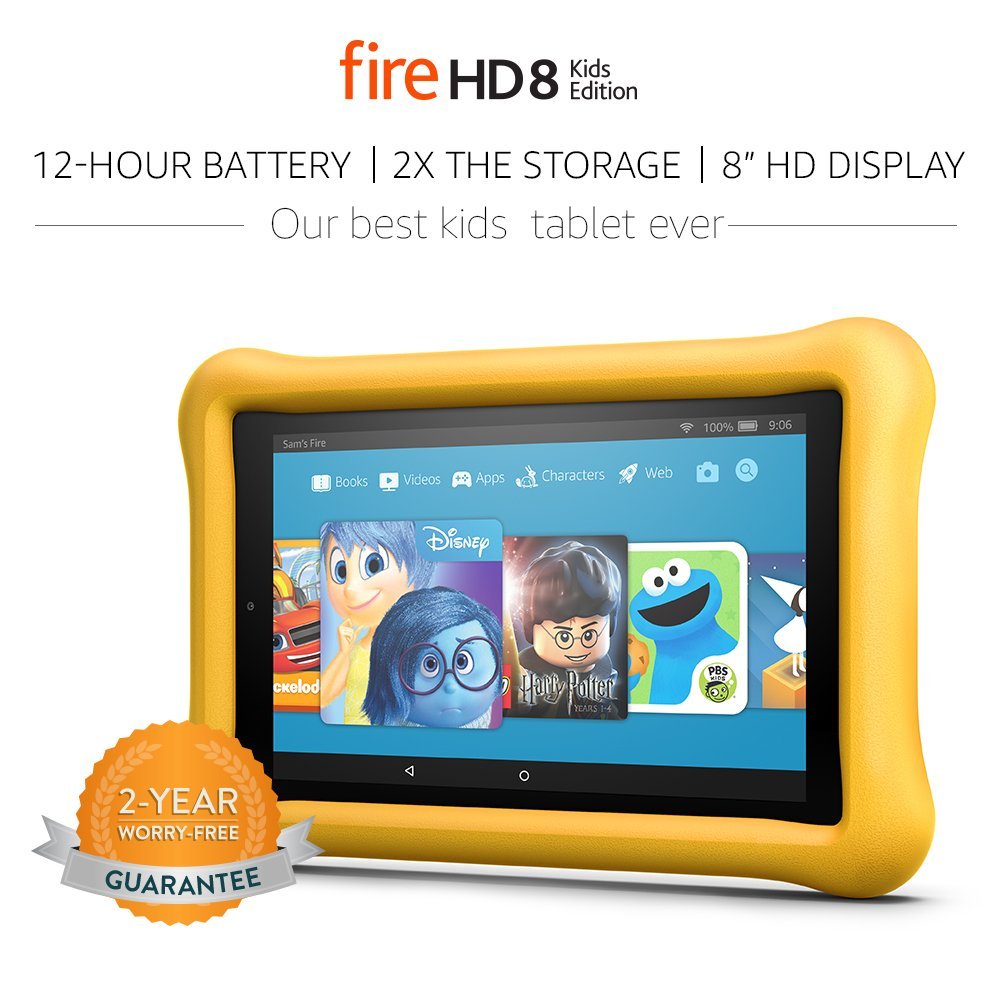 fire HD 8 Kids
Edition
12-HOUR BATTERY | 2X THE STORAGE | 8” HD DISPLAY
Our best kids tablet ever
Sam's Fire 100% 9:06
Books Videos Apps Characters Web
Disney
ckelod
Harry Potter
YEARS 1-4
PBS
KIDS
2-YEAR
WORRY-FREE
GUARANTEE